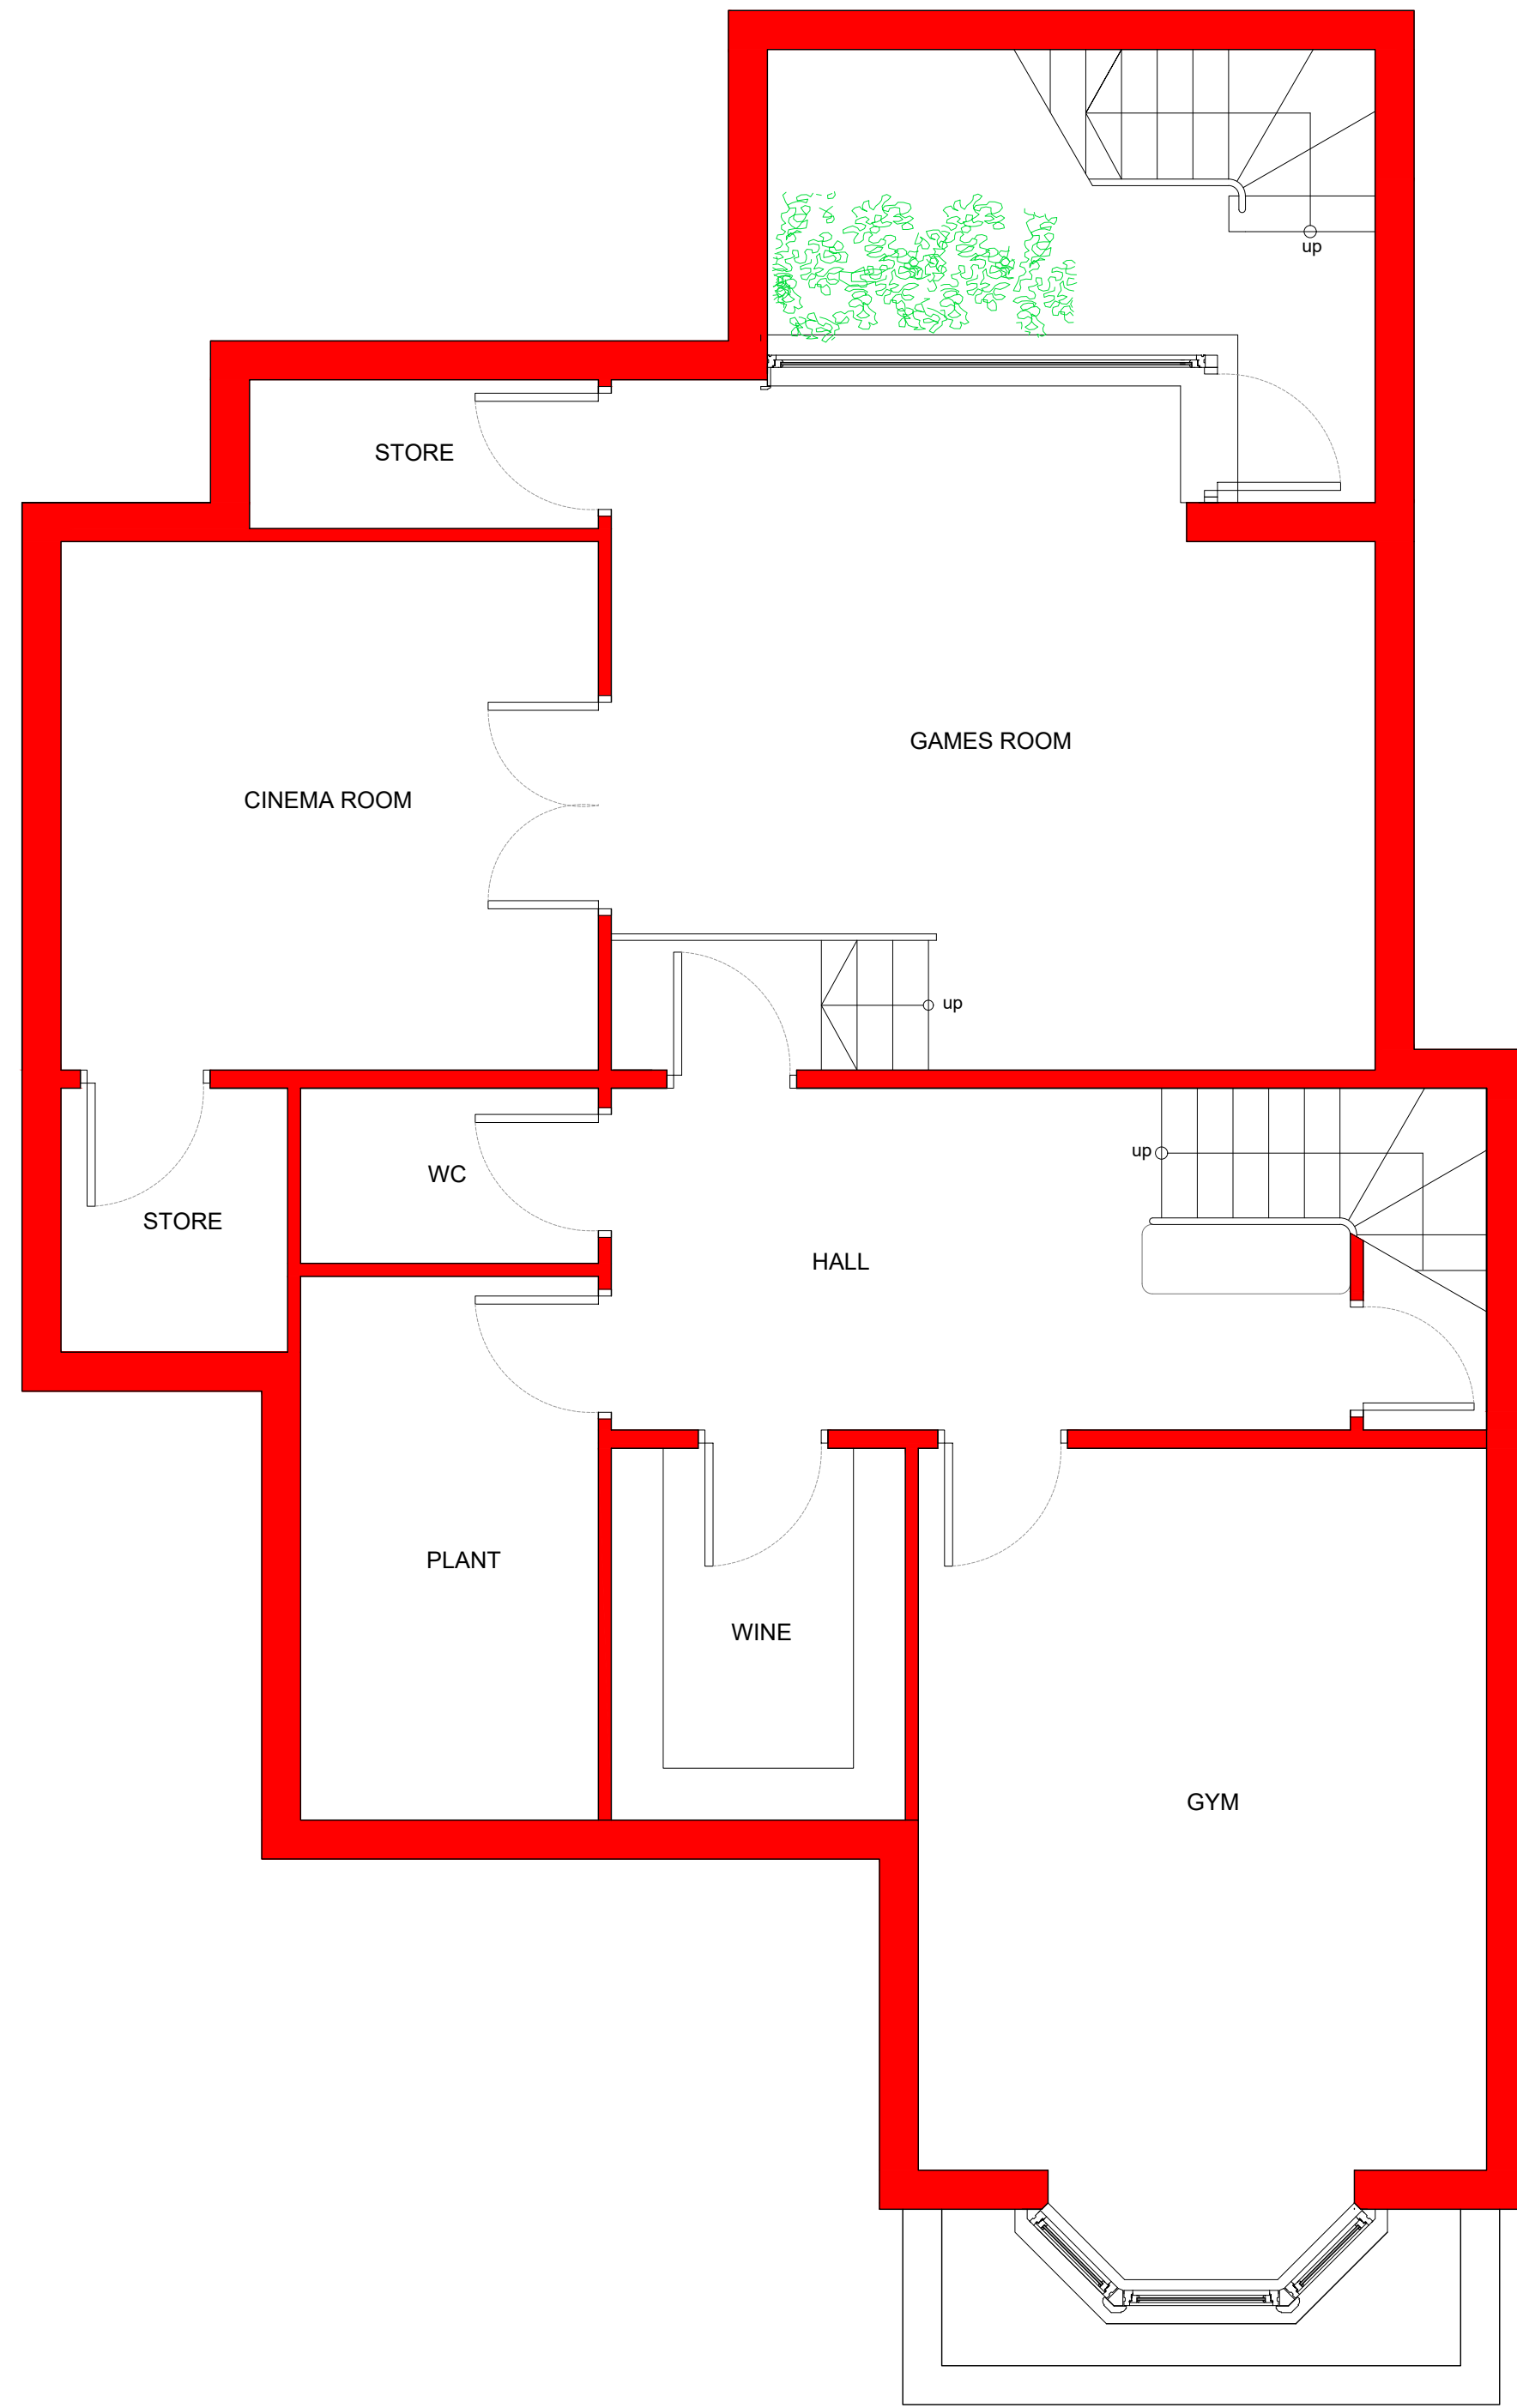 up
STORE
GAMES ROOM
CINEMA ROOM
up
up
WC
STORE
HALL
PLANT
WINE
GYM